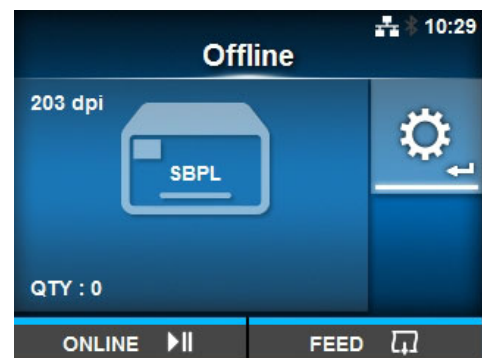 10:29
Offline
203 dpi
SBPL
QTY : 0
ONLINE
FEED